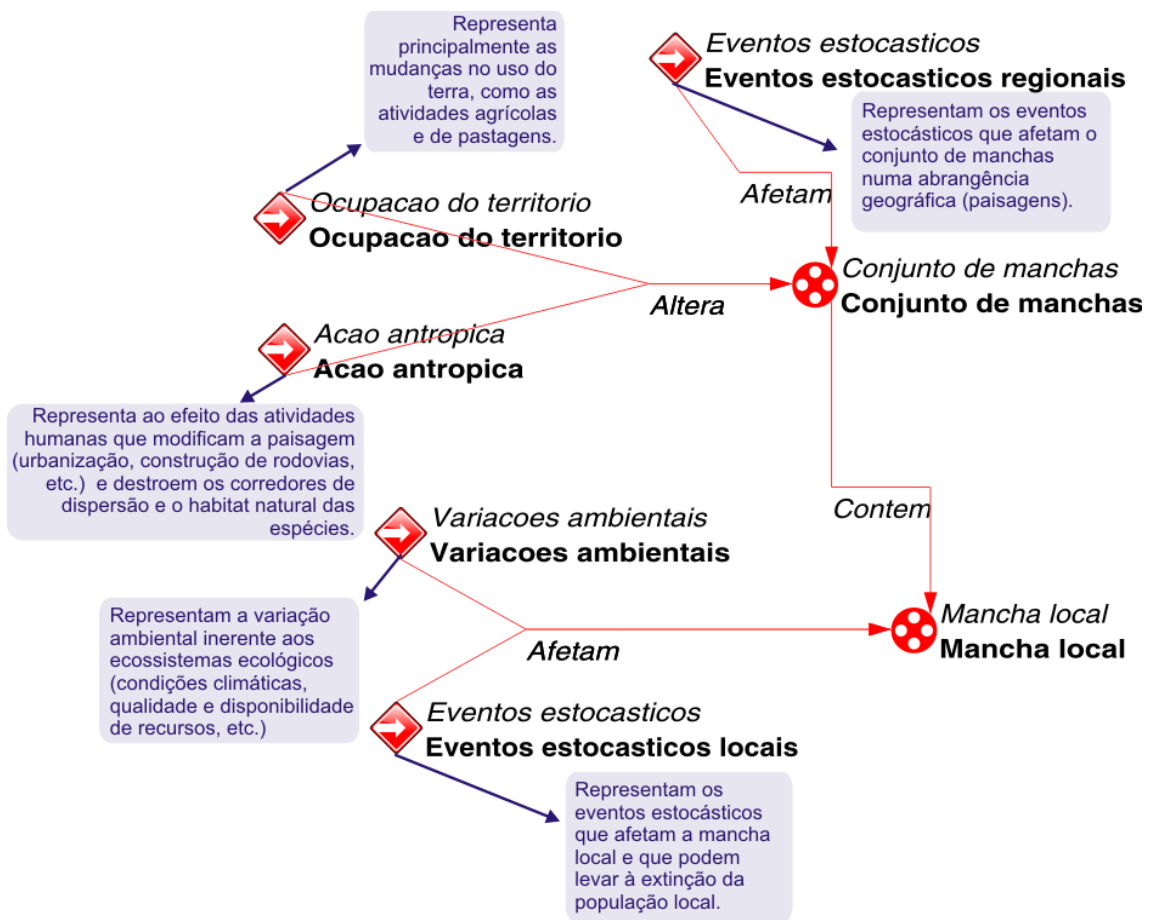 Representa
principalmente as
mudanças no uso do
terra, como as
atividades agrícolas
e de pastagens.
Eventos estocasticos
Eventos estocasticos regionais
Representam os eventos
estocásticos que afetam o
conjunto de manchas
numa abrangência
geográfica (paisagens).
Afetam
Ocupacao do territorio
Ocupacao do territorio
Conjunto de manchas
Conjunto de manchas
Altera
Acao antropica
Acao antropica
Representa ao efeito das atividades
humanas que modificam a paisagem
(urbanização, construção de rodovias,
etc.) e destroem os corredores de
dispersão e o habitat natural das
espécies.
Contem
Variacoes ambientais
Variacoes ambientais
Representam a variação
ambiental inerente aos
ecossistemas ecológicos
(condições climáticas,
qualidade e disponibilidade
de recursos, etc.)
Afetam
Mancha local
Mancha local
Eventos estocasticos
Eventos estocasticos locais
Representam os
eventos estocásticos
que afetam a mancha
local e que podem
levar à extinção da
população local.